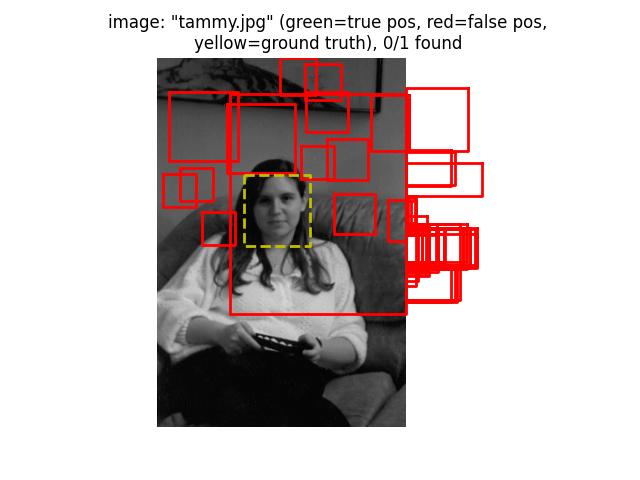 image: "tammy.jpg" (green=true pos, red=false pos,
yellow=ground truth), 0/1 found